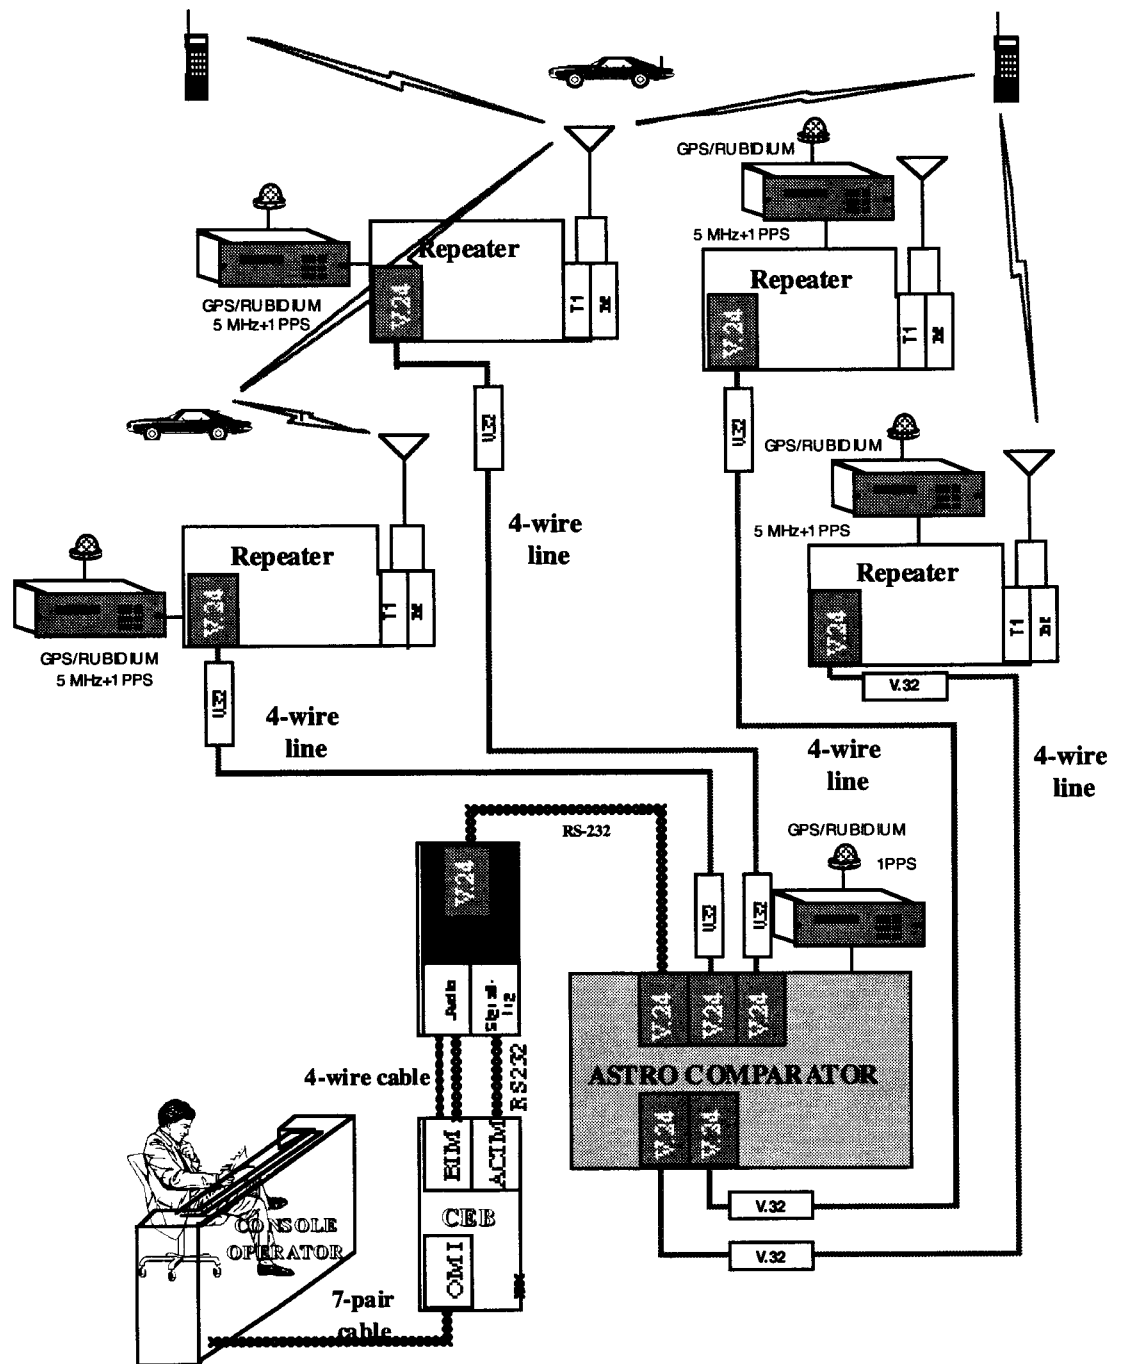 GPS/RUBIDIUM
5 MHz+1 PPS
Repeater
V.24
T1
GPS/RUBIDIUM
5 MHz+1 PPS
Repeater
V.24
T1
V.32
V.32
GPS/RUBIDIUM
5 MHz+1 PPS
Repeater
V.24
T1
V.32
4-wire
line
Repeater
V.24
T1
GPS/RUBIDIUM
5 MHz+1 PPS
V.32
4-wire
line
4-wire
line
4-wire
line
RS-232
GPS/RUBIDIUM
1PPS
V.24
V.32
V.32
Audio
V.24
V.24
V.24
ASTRO COMPARATOR
V.24
V.24
4-wire cable
RS232
BIM
ACIM
CEB
OMI
V.32
V.32
CONSOLE
OPERATOR
7-pair
cable